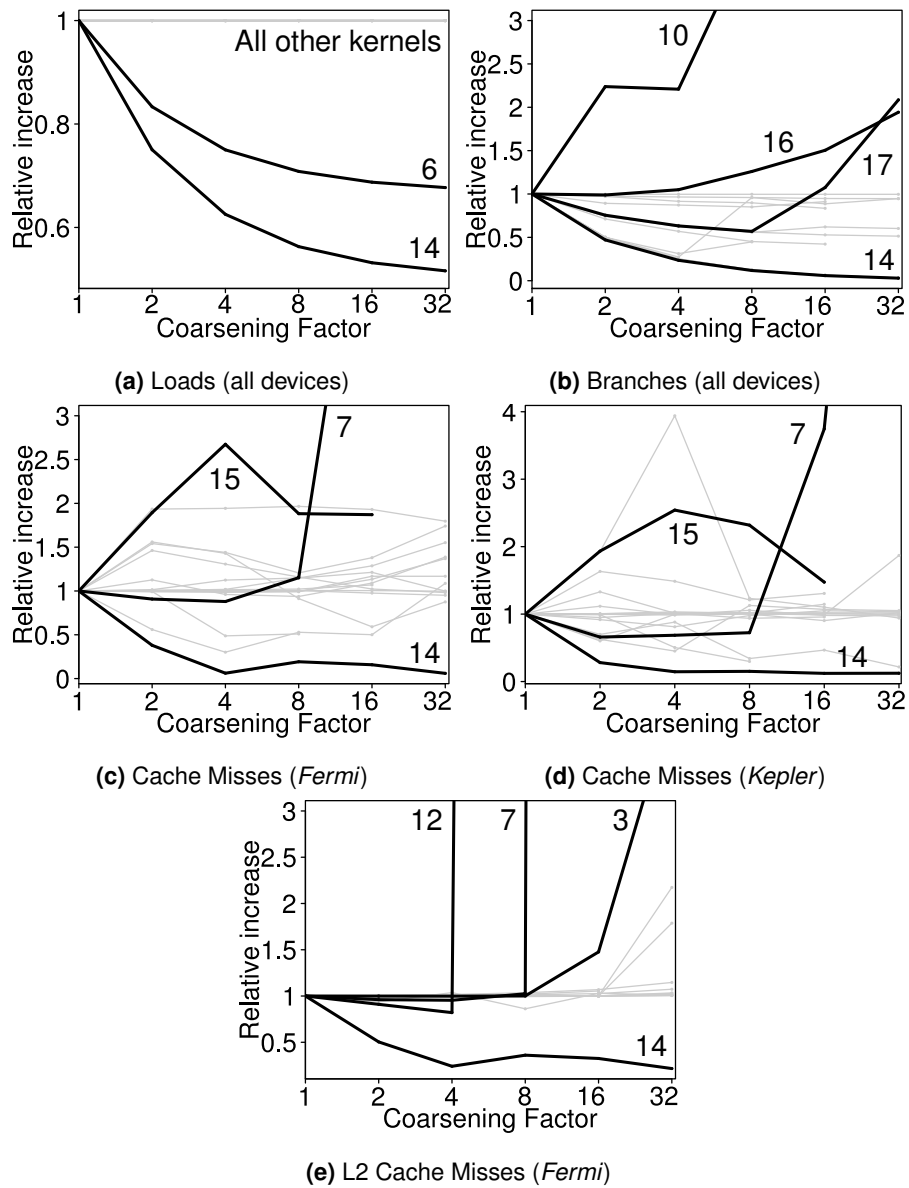 Relative increase
1
0.8
0.6
All other kernels
6
14
1 2 4 8 16 32
Coarsening Factor
(a) Loads (all devices)
Relative increase
3
2.5
2
1.5
1
0.5
0
10
16
17
14
1 2 4 8 16 32
Coarsening Factor
(b) Branches (all devices)
Relative increase
3
2.5
2
1.5
1
0.5
0
7
15
14
1 2 4 8 16 32
Coarsening Factor
(c) Cache Misses (Fermi)
Relative increase
4
2
1
0
7
15
14
1 2 4 8 16 32
Coarsening Factor
(d) Cache Misses (Kepler)
Relative increase
3
2.5
2
1.5
1
0.5
12 7 3
14
1 2 4 8 16 32
Coarsening Factor
(e) L2 Cache Misses (Fermi)